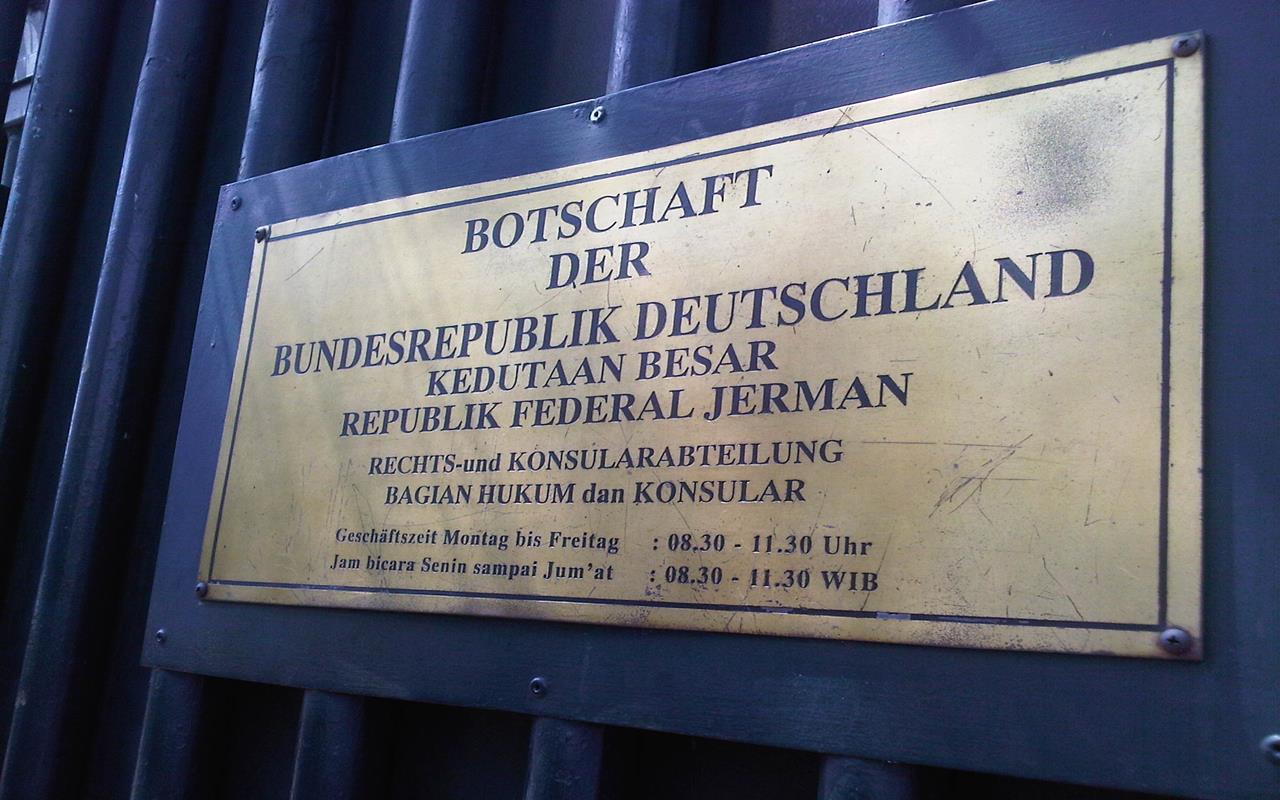 BOTSCHAFT
DER
BUNDESREPUBLIK DEUTSCHLAND
KEDUTAAN BESAR
REPUBLIK FEDERAL JERMAN
RECHTS-und KONSULARABTEILUNG
BAGIAN HUKUM dan KONSULAR
Geschäftszeit Montag bis Freitag : 08.30 - 11.30 Uhr
Jam bicara Senin sampai Jum'at : 08.30 - 11.30 WIB